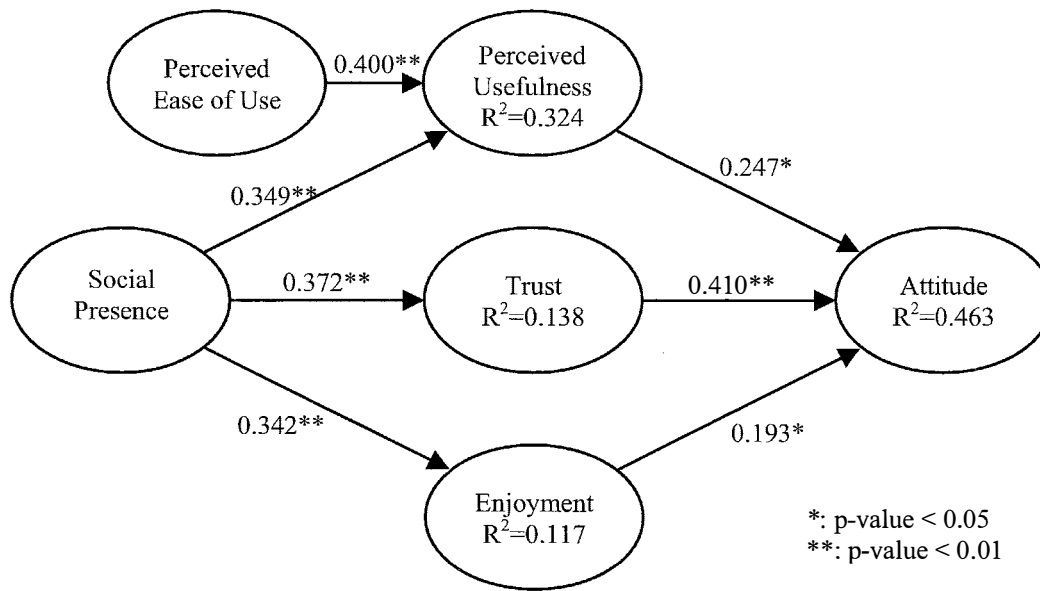 Perceived
Ease of Use
0.400**
Perceived
Usefulness
R²=0.324
0.349**
0.247*
Social
Presence
0.372**
Trust
R²=0.138
0.410**
Attitude
R²=0.463
0.342**
0.193*
Enjoyment
R²=0.117
*: p-value < 0.05
**: p-value < 0.01